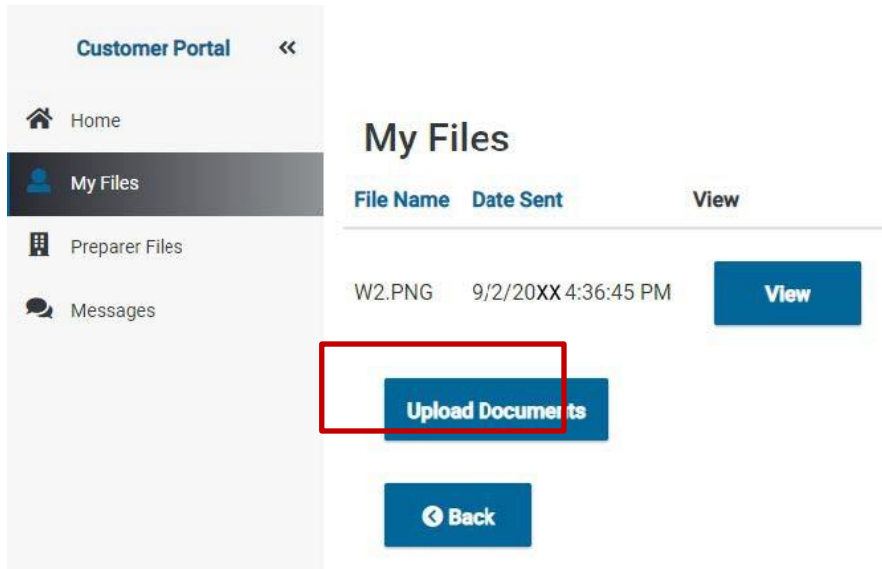 Customer Portal «
Home
My Files
Preparer Files
Messages
My Files
File Name Date Sent View
W2.PNG 9/2/20XX 4:36:45 PM View
Upload Documents
Back